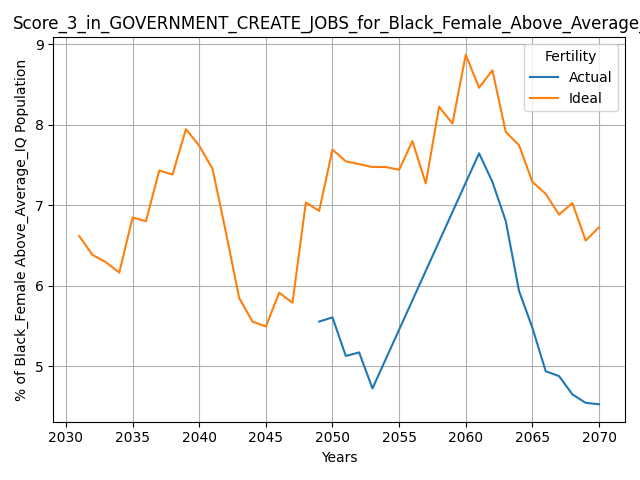 Score_3_in_GOVERNMENT_CREATE_JOBS_for_Black_Female_Above_Average_
% of Black_Female Above_Average_IQ Population
9
8
7
6
5
Fertility
Actual
Ideal
2030 2035 2040 2045 2050 2055 2060 2065 2070
Years